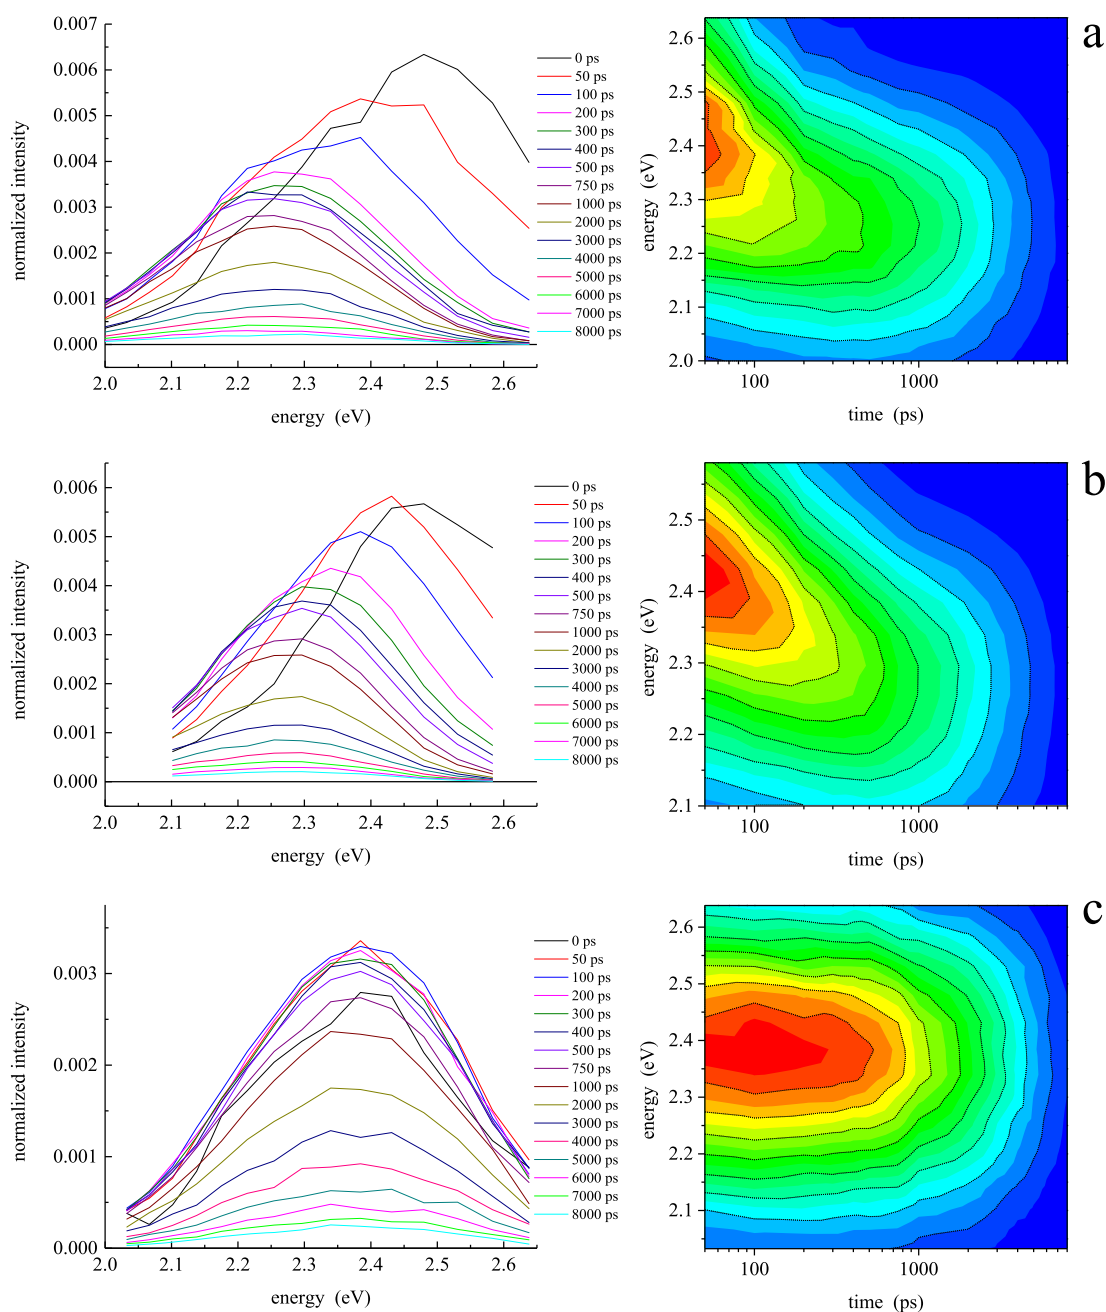 a
0.007
0.006
0.005
0.004
0.003
0.002
0.001
0.000
normalized intensity
2.0 2.1 2.2 2.3 2.4 2.5 2.6
energy (eV)
0 ps
50 ps
100 ps
200 ps
300 ps
400 ps
500 ps
750 ps
1000 ps
2000 ps
3000 ps
4000 ps
5000 ps
6000 ps
7000 ps
8000 ps
2.6
2.5
2.4
2.3
2.2
2.1
2.0
energy (eV)
100 1000
time (ps)
b
0.006
0.005
0.004
0.003
0.002
0.001
0.000
normalized intensity
2.0 2.1 2.2 2.3 2.4 2.5 2.6
energy (eV)
0 ps
50 ps
100 ps
200 ps
300 ps
400 ps
500 ps
750 ps
1000 ps
2000 ps
3000 ps
4000 ps
5000 ps
6000 ps
7000 ps
8000 ps
2.5
2.4
2.3
2.2
2.1
energy (eV)
100 1000
time (ps)
c
0.003
0.002
0.001
0.000
normalized intensity
2.0 2.1 2.2 2.3 2.4 2.5 2.6
energy (eV)
0 ps
50 ps
100 ps
200 ps
300 ps
400 ps
500 ps
750 ps
1000 ps
2000 ps
3000 ps
4000 ps
5000 ps
6000 ps
7000 ps
8000 ps
2.6
2.5
2.4
2.3
2.2
2.1
energy (eV)
100 1000
time (ps)